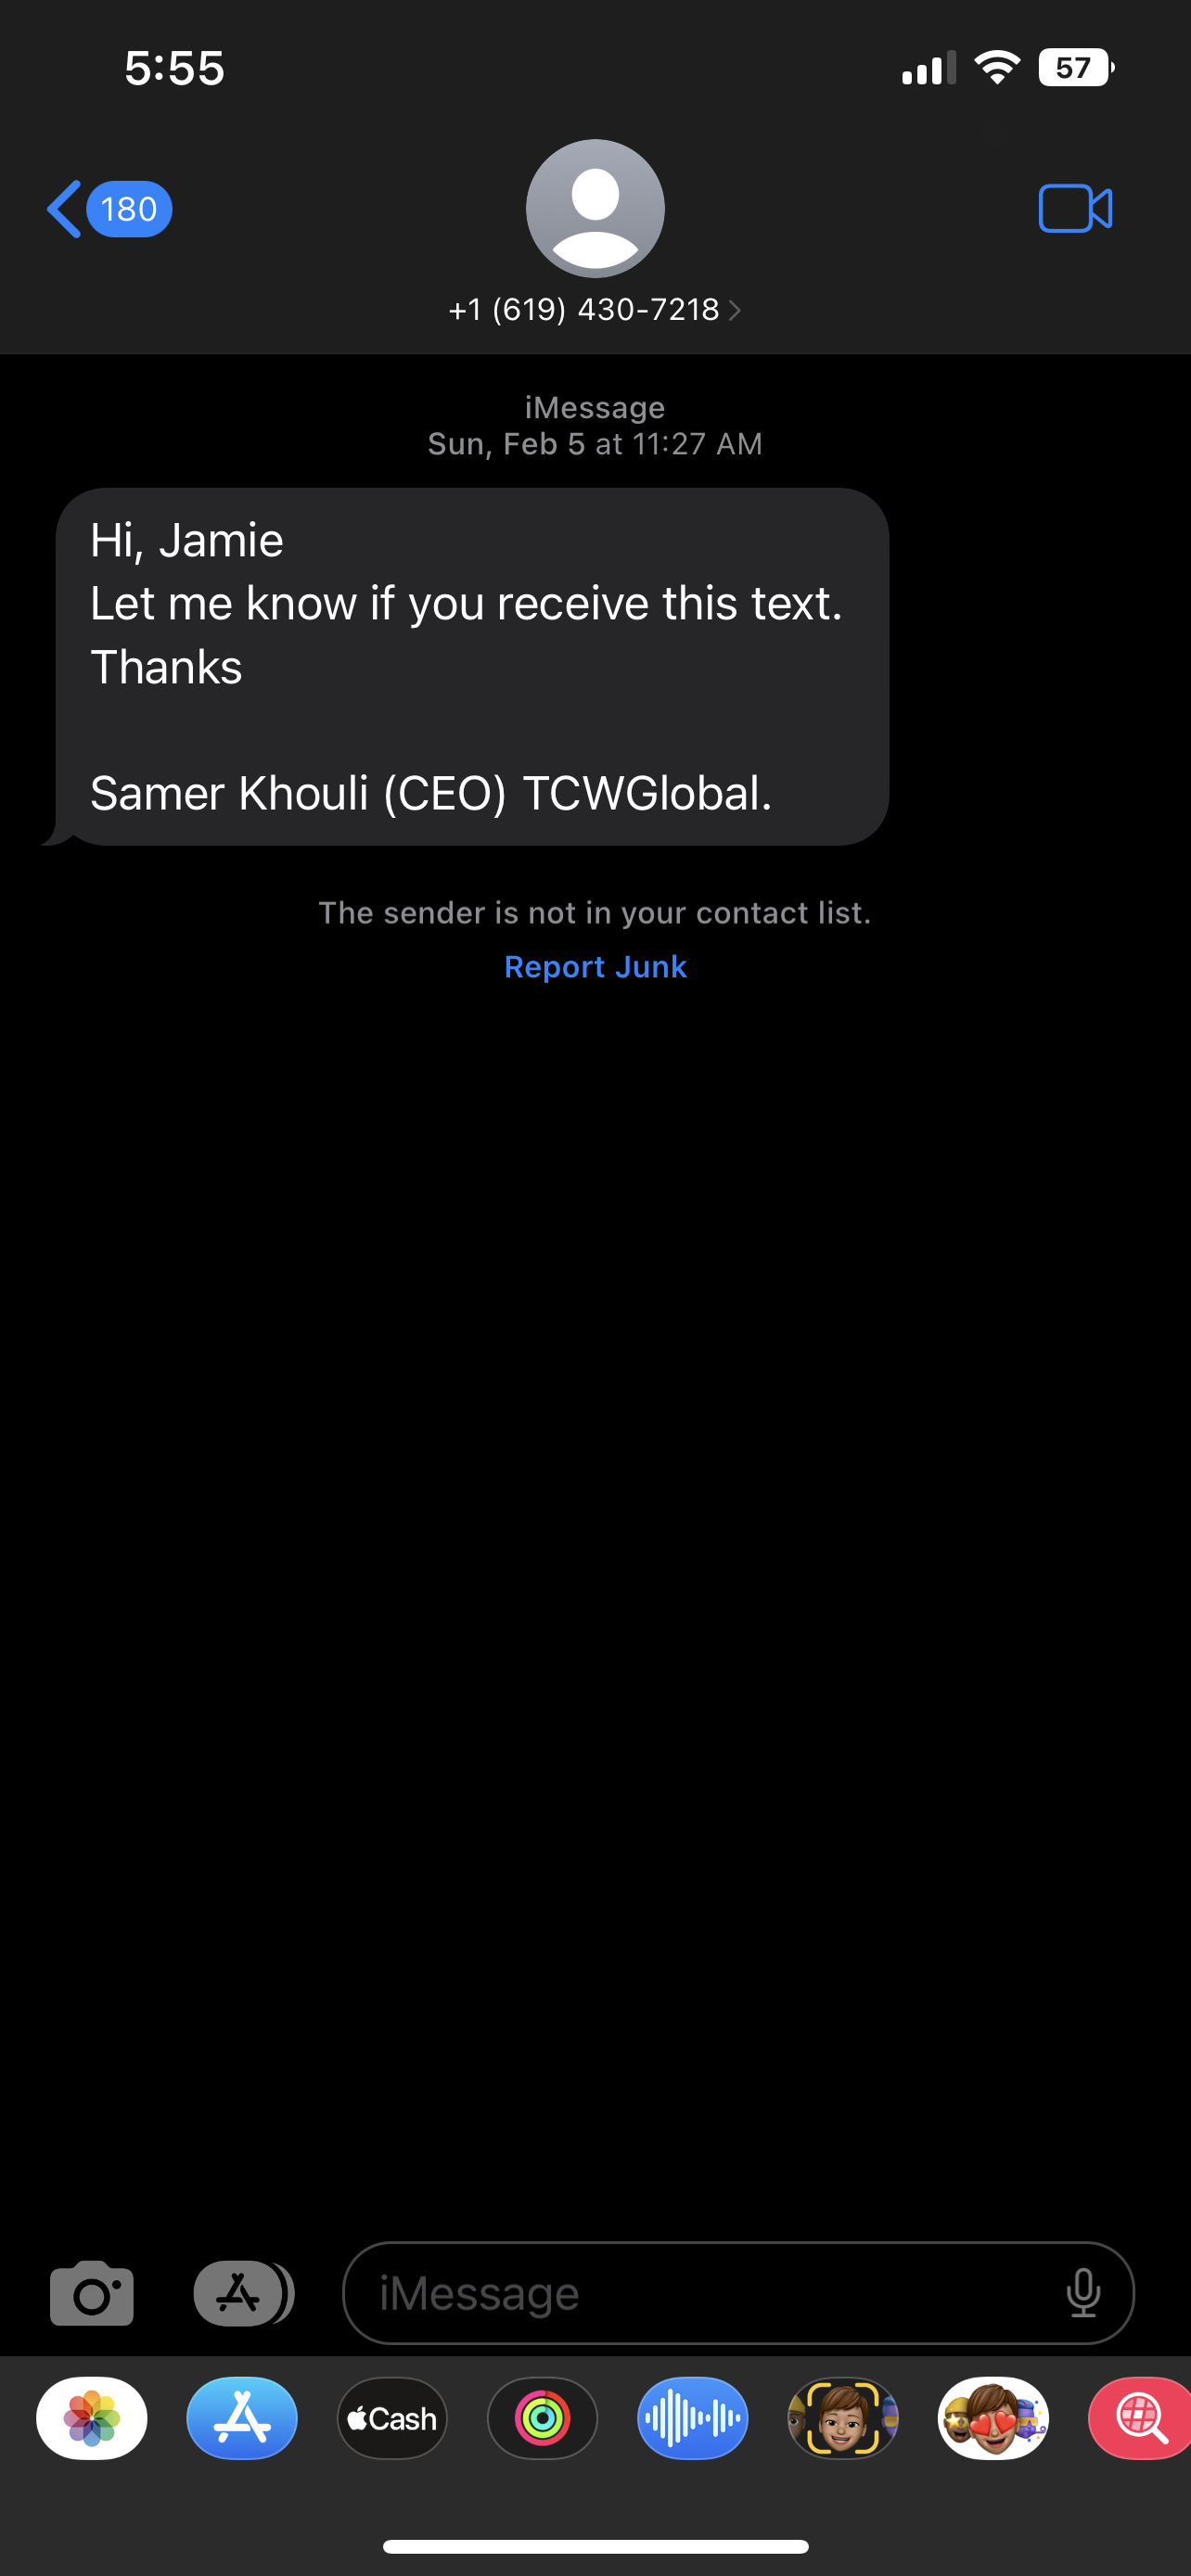 5:55
57
180
+1 (619) 430-7218
iMessage
Sun, Feb 5 at 11:27 AM
Hi, Jamie
Let me know if you receive this text.
Thanks
Samer Khouli (CEO) TCWGlobal.
The sender is not in your contact list.
Report Junk
iMessage
Cash